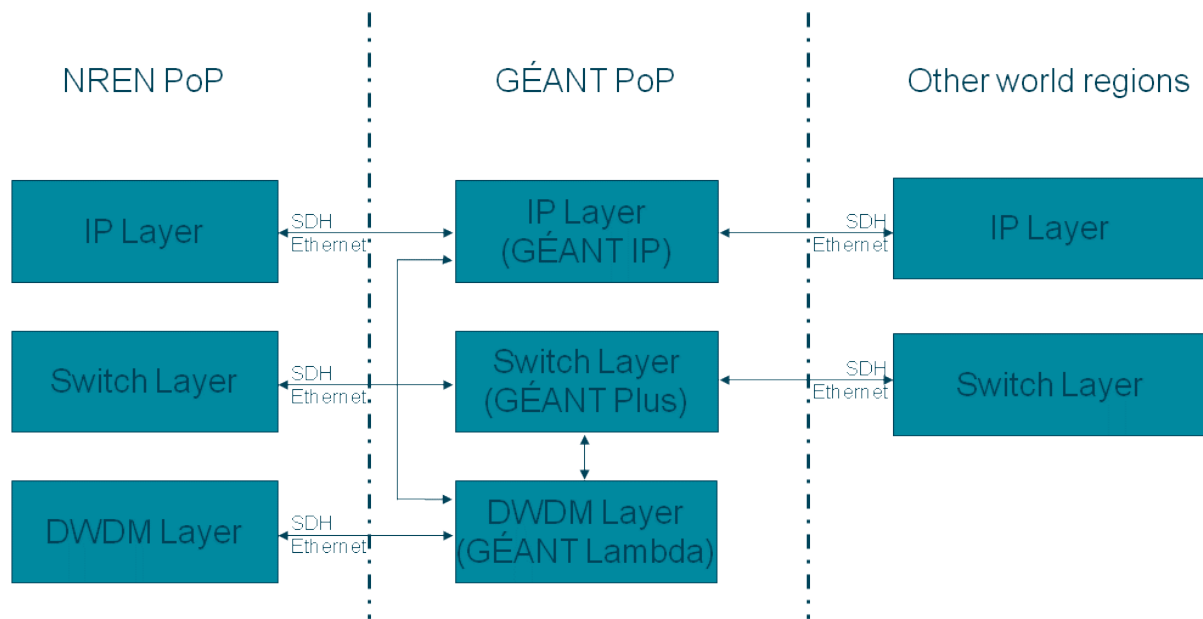 NREN PoP
GÉANT PoP
Other world regions
IP Layer
SDH
Ethernet
IP Layer
(GÉANT IP)
SDH
Ethernet
IP Layer
Switch Layer
SDH
Ethernet
Switch Layer
(GÉANT Plus)
SDH
Ethernet
Switch Layer
DWDM Layer
SDH
Ethernet
DWDM Layer
(GÉANT Lambda)